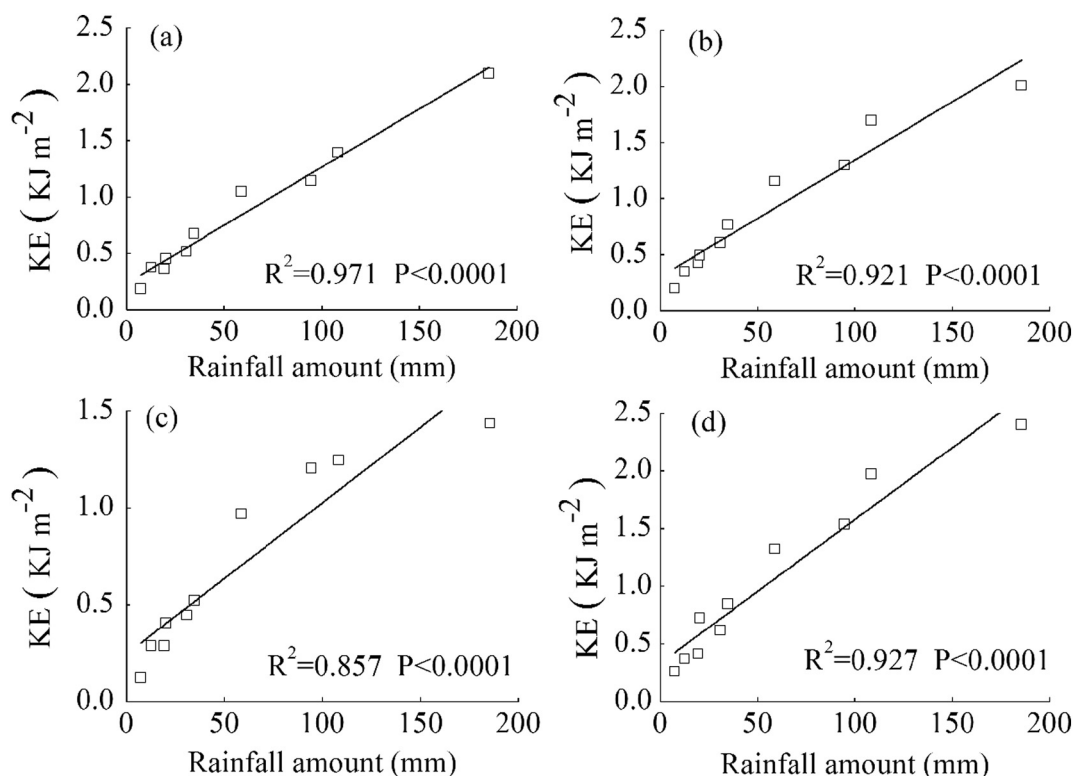 (a)
KE ( KJ m⁻² )
2.5
2.0
1.5
1.0
0.5
0.0
R²=0.971 P<0.0001
0 50 100 150 200
Rainfall amount (mm)
(b)
KE ( KJ m⁻² )
2.5
2.0
1.5
1.0
0.5
0.0
R²=0.921 P<0.0001
0 50 100 150 200
Rainfall amount (mm)
(c)
KE ( KJ m⁻² )
1.5
1.0
0.5
0.0
R²=0.857 P<0.0001
0 50 100 150 200
Rainfall amount (mm)
(d)
KE ( KJ m⁻² )
2.5
2.0
1.5
1.0
0.5
0.0
R²=0.927 P<0.0001
0 50 100 150 200
Rainfall amount (mm)